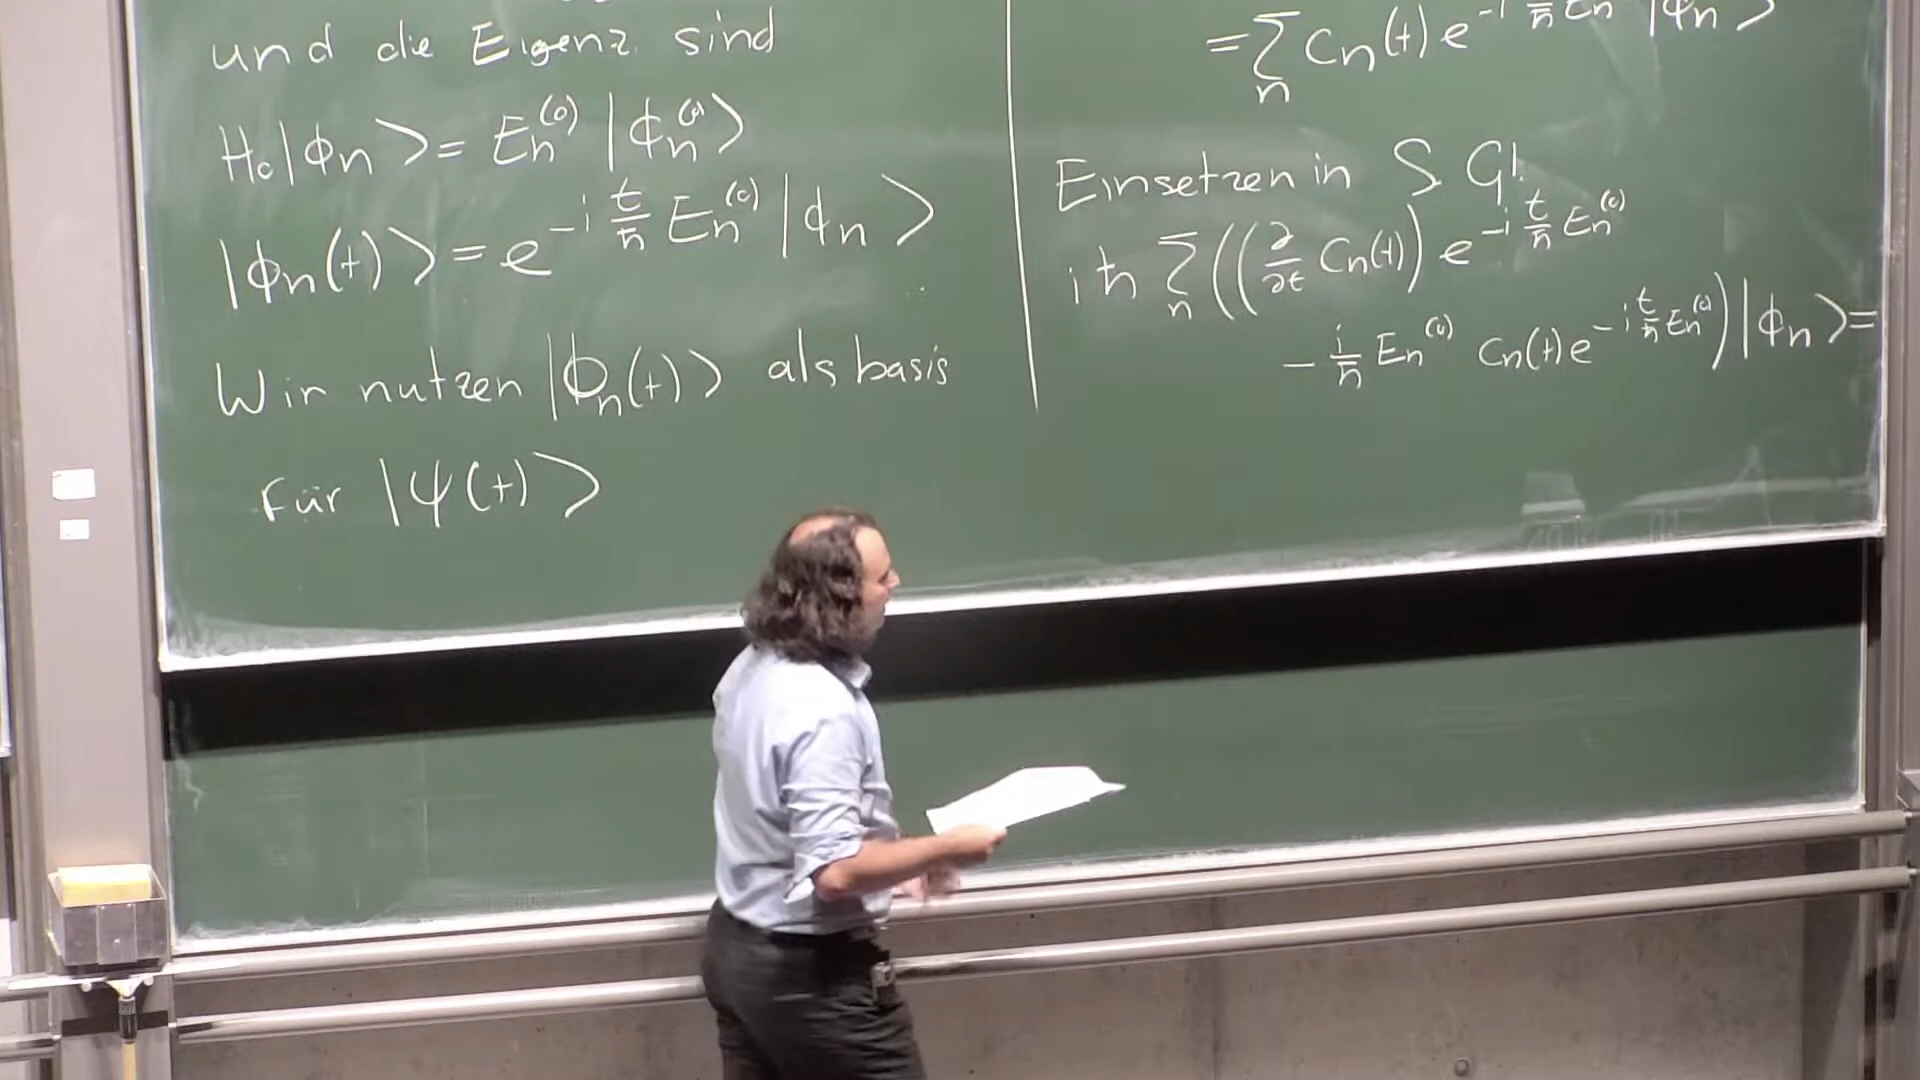 und die Eigenz. sind
H₀|ϕn> = En⁽⁰⁾ |ϕn⁽⁰⁾>
|ϕn(t)> = e^{-i t/ħ En⁽⁰⁾} |ϕn>
Wir nutzen |ϕn(t)> als basis
für |ψ(t)>
= Σn Cn(t) e^{-i t/ħ En} |ϕn>
Einsetzen in S. Gl.
iħ Σn ((∂/∂t Cn(t)) e^{-i t/ħ En⁽⁰⁾}
- i/ħ En⁽⁰⁾ Cn(t) e^{-i t/ħ En⁽⁰⁾}) |ϕn> =